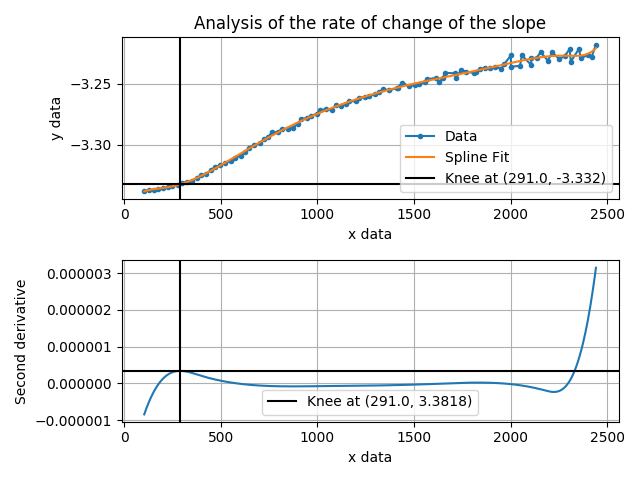 Analysis of the rate of change of the slope
y data
−3.25
−3.30
Data
Spline Fit
Knee at (291.0, -3.332)
0
500
1000
1500
2000
2500
x data
Second derivative
0.000003
0.000002
0.000001
0.000000
−0.000001
Knee at (291.0, 3.3818)
0
500
1000
1500
2000
2500
x data